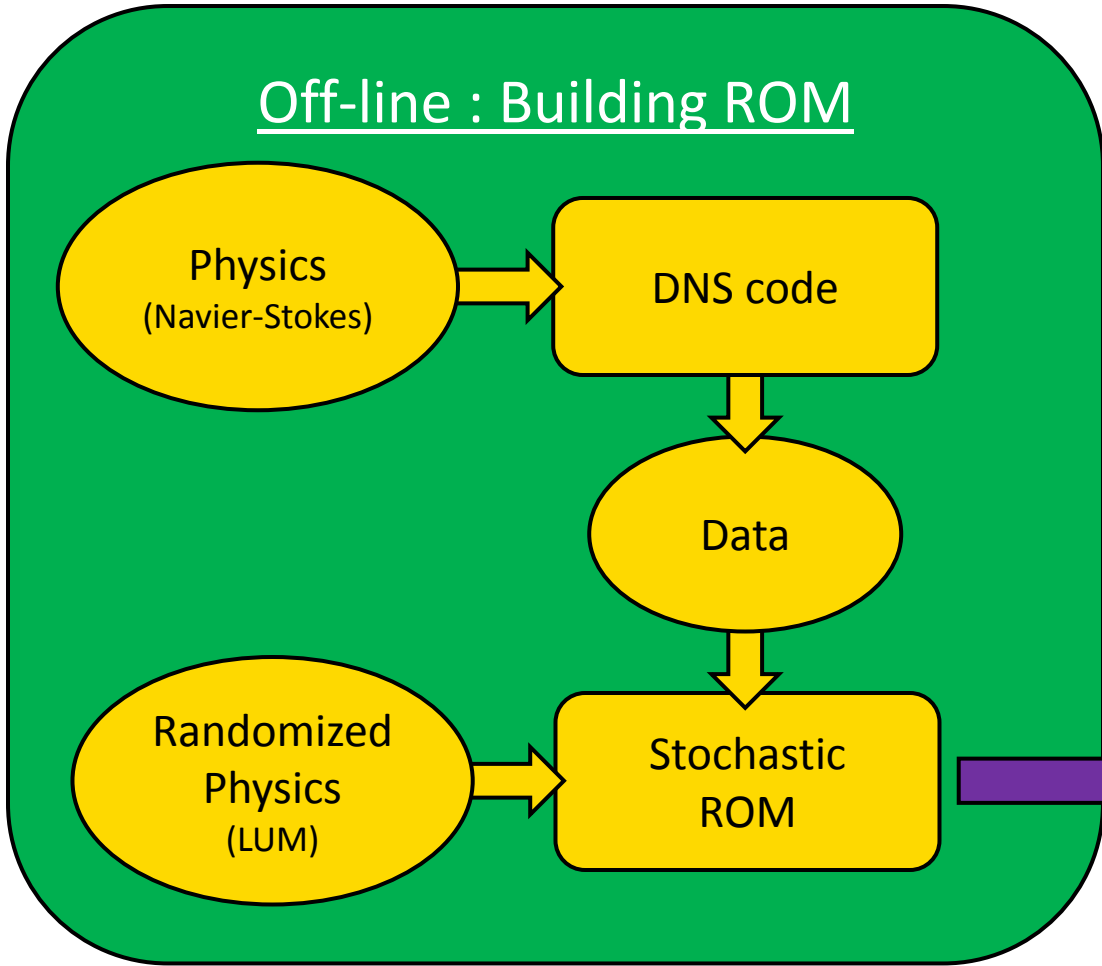 Off-line : Building ROM
Physics
(Navier-Stokes)
DNS code
Data
Randomized
Physics
(LUM)
Stochastic
ROM